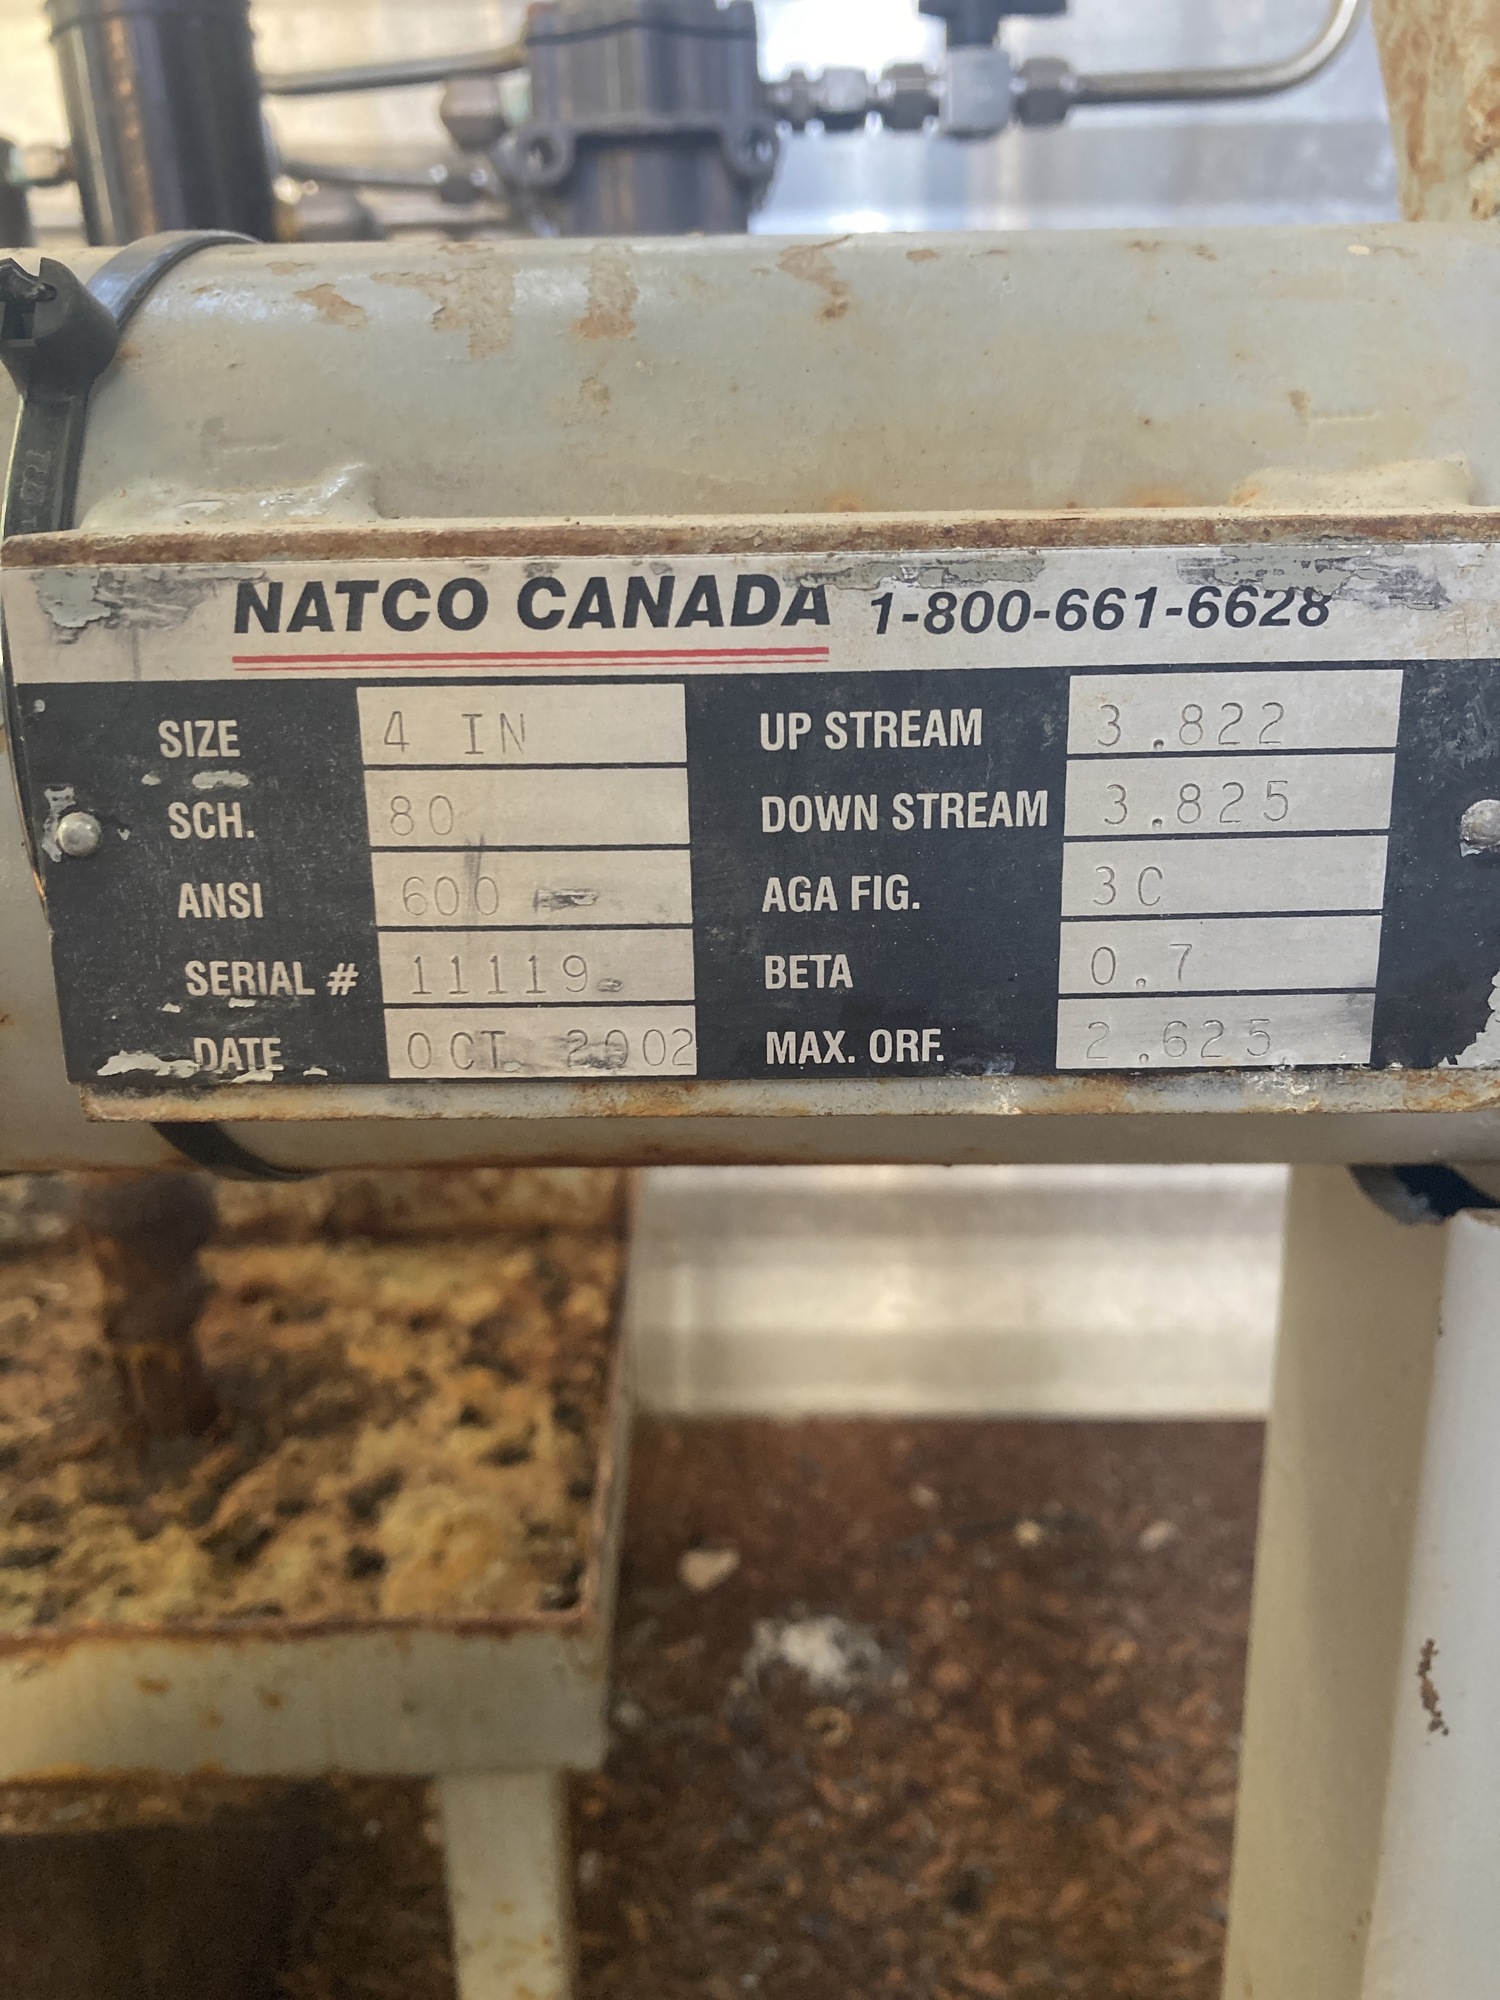 NATCO CANADA 1-800-661-6628
SIZE 4 IN UP STREAM 3.822
SCH. 80 DOWN STREAM 3.825
ANSI 600 AGA FIG. 3C
SERIAL # 11119 BETA 0.7
DATE OCT. 2002 MAX. ORF. 2.625